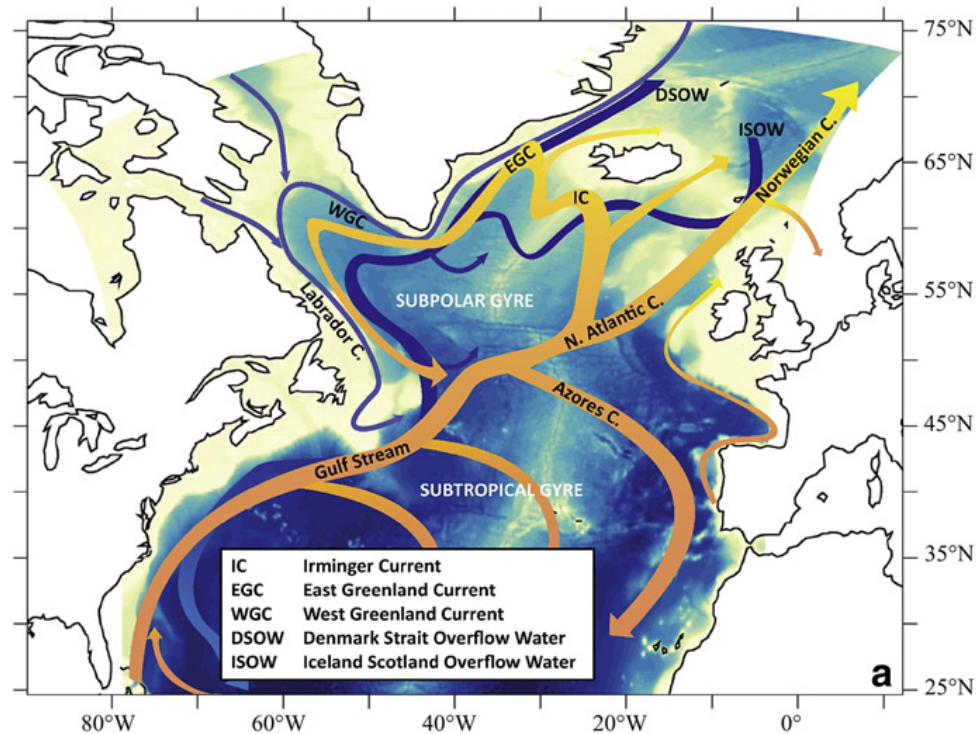 75°N
DSOW
ISOW
Norwegian C.
EGC
65°N
IC
WGC
Labrador C.
SUBPOLAR GYRE
55°N
N. Atlantic C.
Azores C.
45°N
Gulf Stream
SUBTROPICAL GYRE
35°N
IC Irminger Current
EGC East Greenland Current
WGC West Greenland Current
DSOW Denmark Strait Overflow Water
ISOW Iceland Scotland Overflow Water
a
25°N
80°W 60°W 40°W 20°W 0°